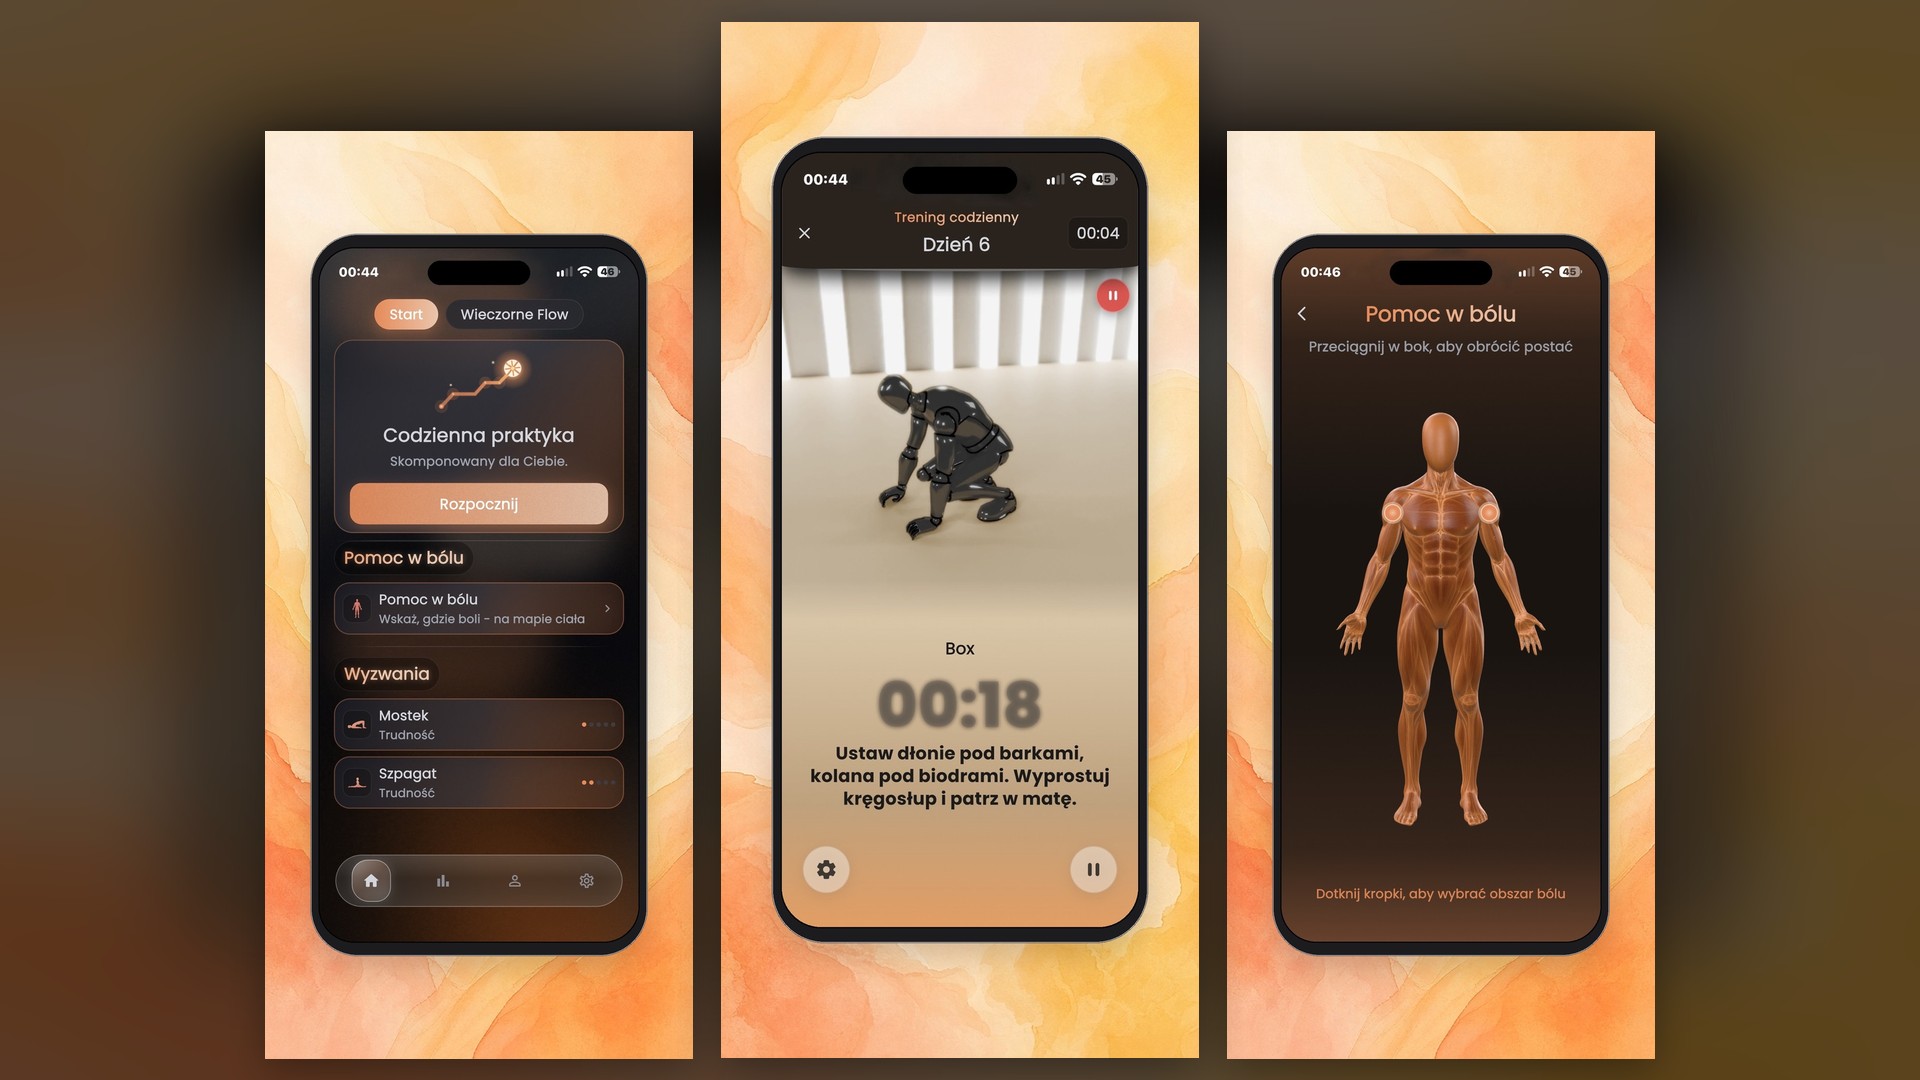 00:44
46
Start
Wieczorne Flow
Codzienna praktyka
Skomponowany dla Ciebie.
Rozpocznij
Pomoc w bólu
Pomoc w bólu
Wskaż, gdzie boli - na mapie ciała
Wyzwania
Mostek
Trudność
Szpagat
Trudność
00:44
45
Trening codzienny
Dzień 6
00:04
Box
00:18
Ustaw dłonie pod barkami,
kolana pod biodrami. Wyprostuj
kręgosłup i patrz w matę.
00:46
45
Pomoc w bólu
Przeciągnij w bok, aby obrócić postać
Dotknij kropki, aby wybrać obszar bólu